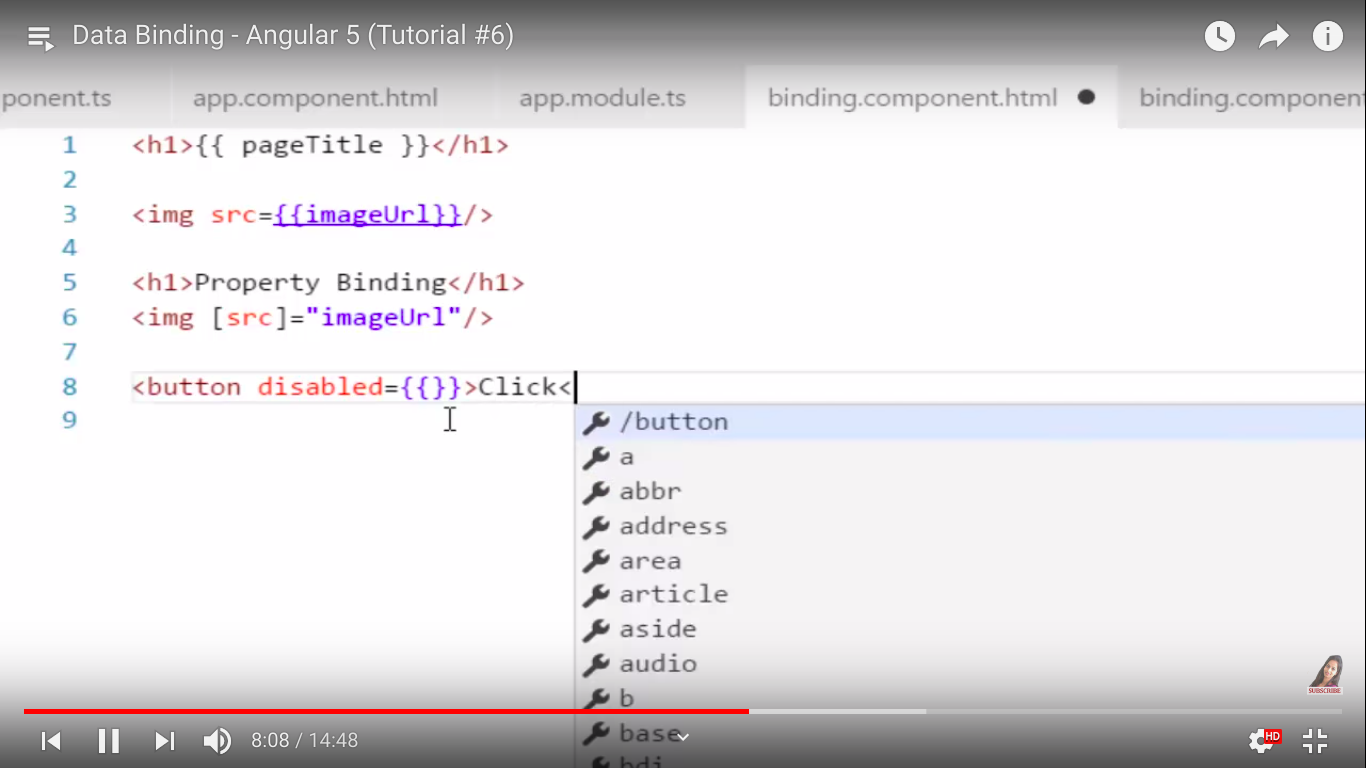 Data Binding - Angular 5 (Tutorial #6)
ponent.ts app.component.html app.module.ts binding.component.html binding.component
1 <h1>{{ pageTitle }}</h1>
2
3 <img src={{imageUrl}}/>
4
5 <h1>Property Binding</h1>
6 <img [src]="imageUrl"/>
7
8 <button disabled={{}}>Click<
9
/button
a
abbr
address
area
article
aside
audio
b
base
bdi
SUBSCRIBE
8:08 / 14:48
HD